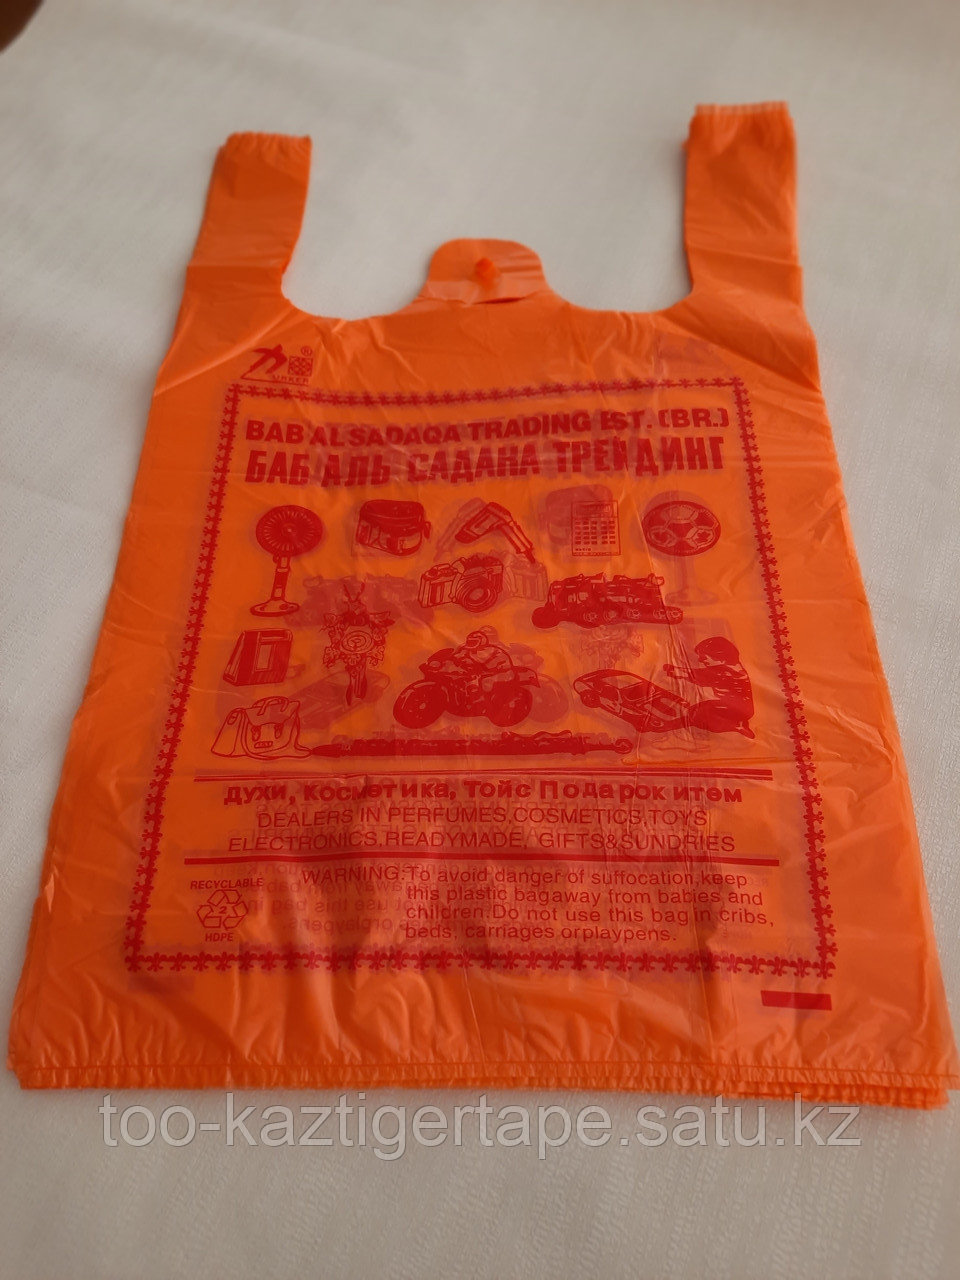 ®
BAB AL SADAQA TRADING EST. (BR.)
БАБ АЛЬ САДАНА ТРЕЙДИНГ
Духи, Косметика, Тойс Подарок итем
DEALERS IN PERFUMES,COSMETICS,TOYS
ELECTRONICS,READYMADE, GIFTS&SUNDRIES
RECYCLABLE
2
HDPE
WARNING:To avoid danger of suffocation,keep
this plastic bagaway from babies and
children.Do not use this bag in cribs,
beds, carriages orplaypens.
too-kaztigertape.satu.kz